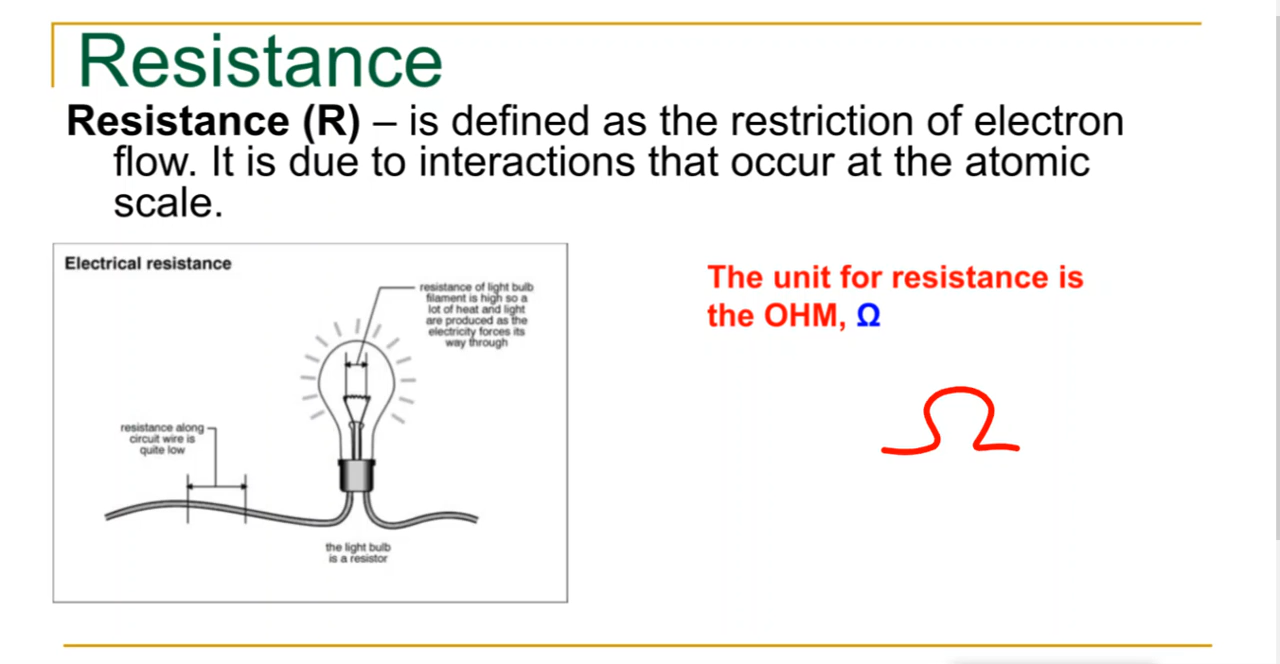 Resistance
Resistance (R) – is defined as the restriction of electron
flow. It is due to interactions that occur at the atomic
scale.
Electrical resistance
resistance of light bulb
filament is high so a
lot of heat and light
are produced as the
electricity forces its
way through
resistance along
circuit wire is
quite low
the light bulb
is a resistor
The unit for resistance is
the OHM, Ω
Ω